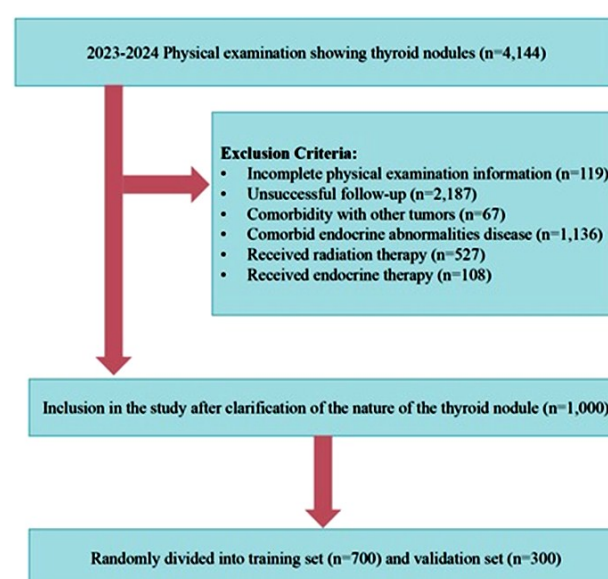 2023-2024 Physical examination showing thyroid nodules (n=4,144)
Exclusion Criteria:
• Incomplete physical examination information (n=119)
• Unsuccessful follow-up (n=2,187)
• Comorbidity with other tumors (n=67)
• Comorbid endocrine abnormalities disease (n=1,136)
• Received radiation therapy (n=527)
• Received endocrine therapy (n=108)
Inclusion in the study after clarification of the nature of the thyroid nodule (n=1,000)
Randomly divided into training set (n=700) and validation set (n=300)